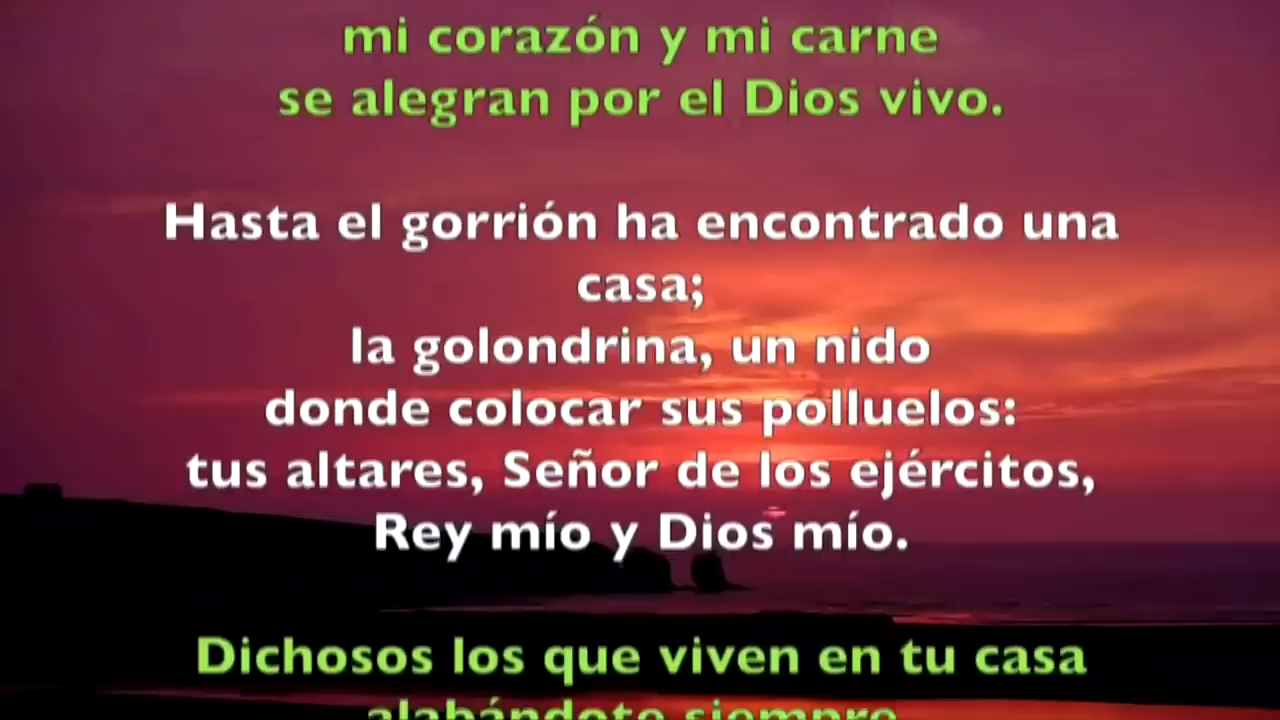 mi corazón y mi carne
se alegran por el Dios vivo.
Hasta el gorrión ha encontrado una
casa;
la golondrina, un nido
donde colocar sus polluelos:
tus altares, Señor de los ejércitos,
Rey mío y Dios mío.
Dichosos los que viven en tu casa
alabándote siempre